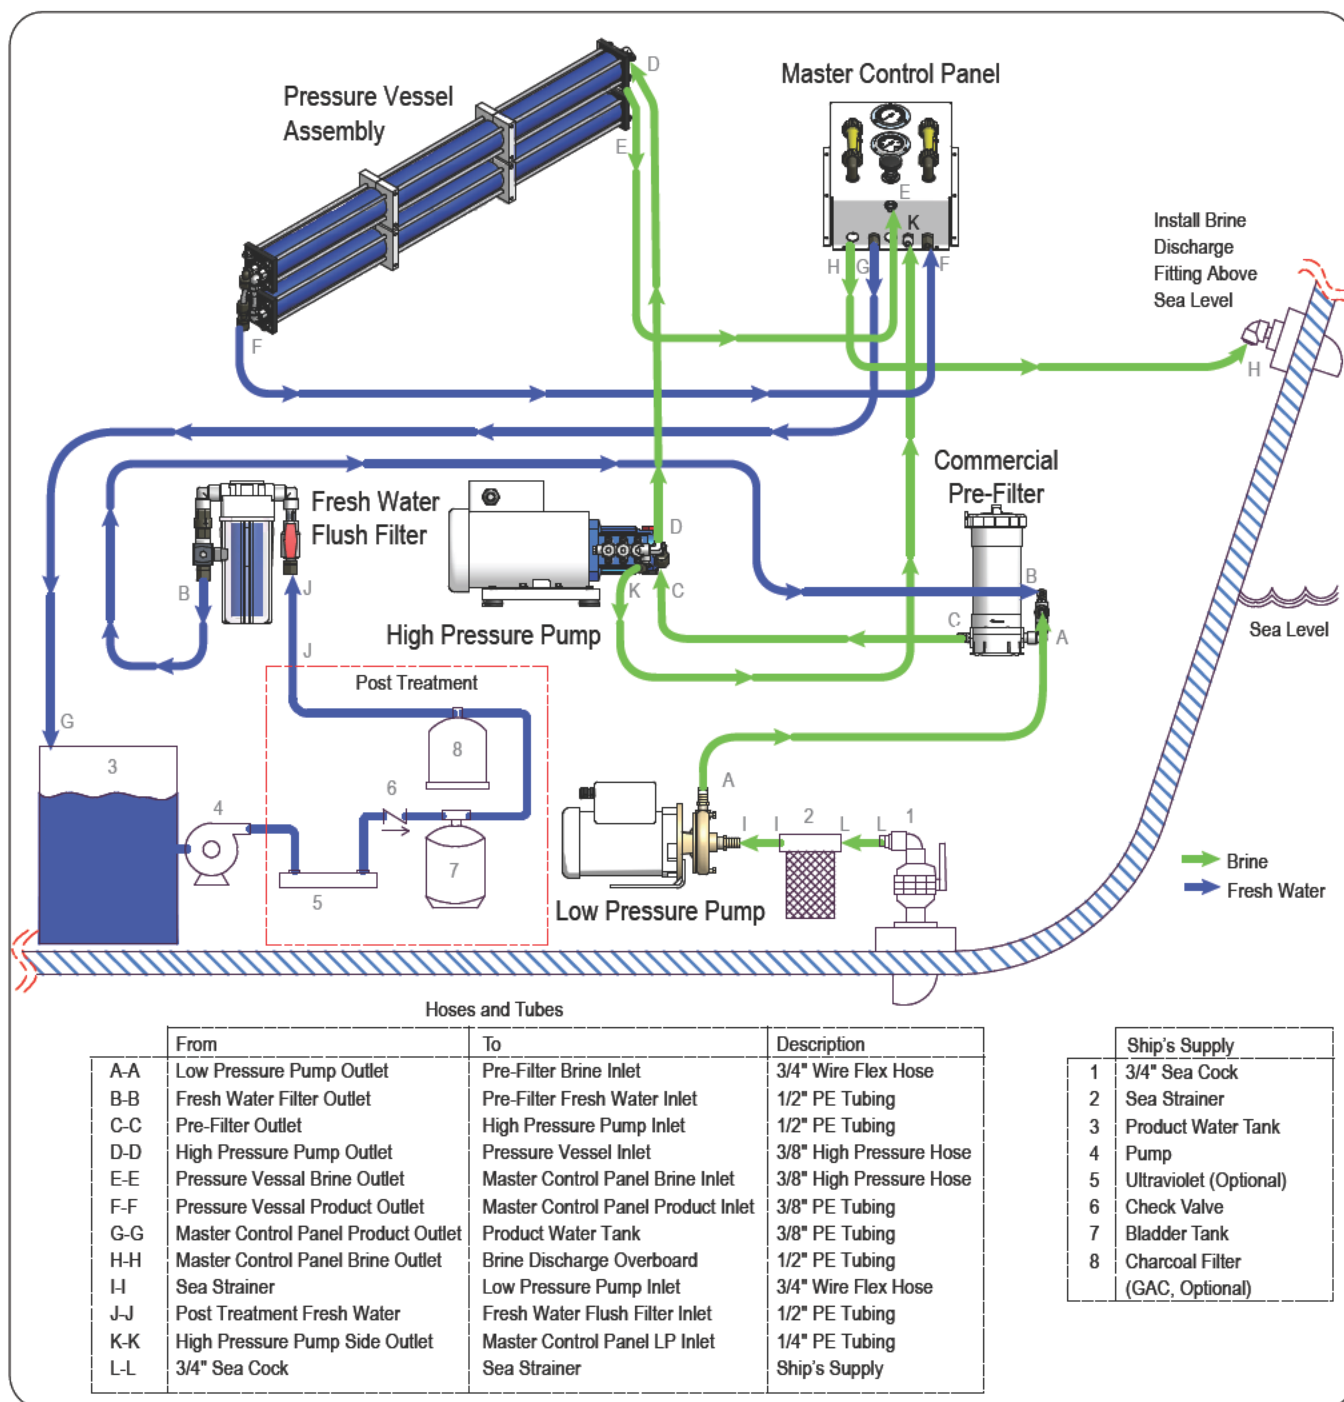 Pressure Vessel
Assembly
D
E
F
Master Control Panel
E
K
H
G
F
Install Brine
Discharge
Fitting Above
Sea Level
H
Fresh Water
Flush Filter
B
J
J
High Pressure Pump
D
K
C
Commercial
Pre-Filter
B
C
A
Sea Level
Post Treatment
G
3
4
5
6
7
8
A
Low Pressure Pump
I
I
2
L
L
1
Brine
Fresh Water
Hoses and Tubes
From To Description
A-A Low Pressure Pump Outlet Pre-Filter Brine Inlet 3/4" Wire Flex Hose
B-B Fresh Water Filter Outlet Pre-Filter Fresh Water Inlet 1/2" PE Tubing
C-C Pre-Filter Outlet High Pressure Pump Inlet 1/2" PE Tubing
D-D High Pressure Pump Outlet Pressure Vessel Inlet 3/8" High Pressure Hose
E-E Pressure Vessal Brine Outlet Master Control Panel Brine Inlet 3/8" High Pressure Hose
F-F Pressure Vessal Product Outlet Master Control Panel Product Inlet 3/8" PE Tubing
G-G Master Control Panel Product Outlet Product Water Tank 3/8" PE Tubing
H-H Master Control Panel Brine Outlet Brine Discharge Overboard 1/2" PE Tubing
I-I Sea Strainer Low Pressure Pump Inlet 3/4" Wire Flex Hose
J-J Post Treatment Fresh Water Fresh Water Flush Filter Inlet 1/2" PE Tubing
K-K High Pressure Pump Side Outlet Master Control Panel LP Inlet 1/4" PE Tubing
L-L 3/4" Sea Cock Sea Strainer Ship's Supply
Ship's Supply
1 3/4" Sea Cock
2 Sea Strainer
3 Product Water Tank
4 Pump
5 Ultraviolet (Optional)
6 Check Valve
7 Bladder Tank
8 Charcoal Filter
(GAC, Optional)